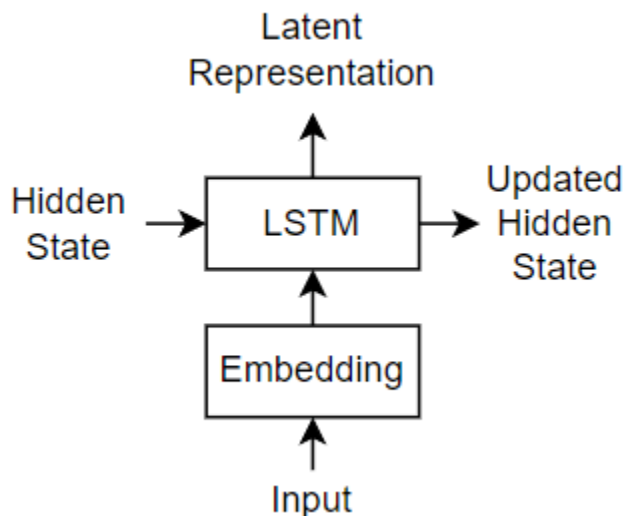 Latent
Representation
Hidden
State
LSTM
Updated
Hidden
State
Embedding
Input